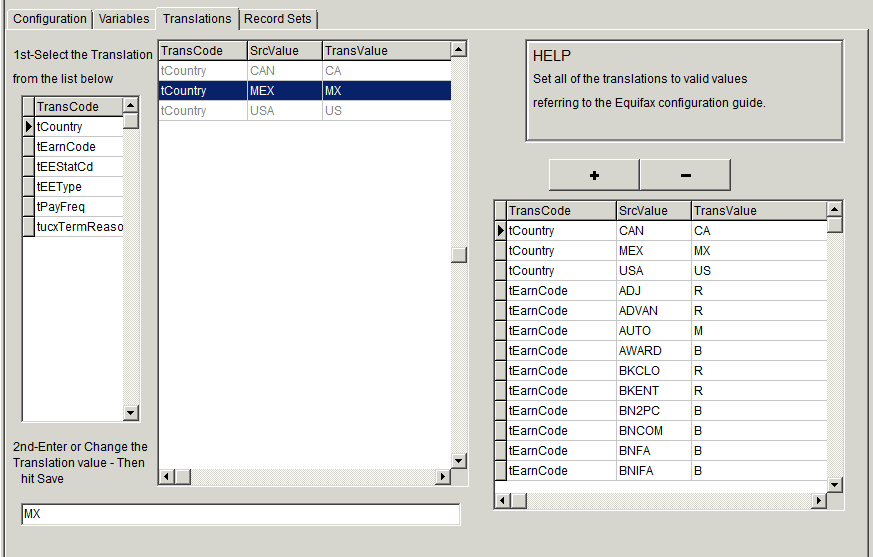 Configuration Variables Translations Record Sets
1st-Select the Translation
from the list below
TransCode
tCountry
tEarnCode
tEEStatCd
tEEType
tPayFreq
tucxTermReaso
2nd-Enter or Change the
Translation value - Then
hit Save
MX
TransCode SrcValue TransValue
tCountry CAN CA
tCountry MEX MX
tCountry USA US
HELP
Set all of the translations to valid values
referring to the Equifax configuration guide.
+ -
TransCode SrcValue TransValue
tCountry CAN CA
tCountry MEX MX
tCountry USA US
tEarnCode ADJ R
tEarnCode ADVAN R
tEarnCode AUTO M
tEarnCode AWARD B
tEarnCode BKCLO R
tEarnCode BKENT R
tEarnCode BN2PC B
tEarnCode BNCOM B
tEarnCode BNFA B
tEarnCode BNIFA B